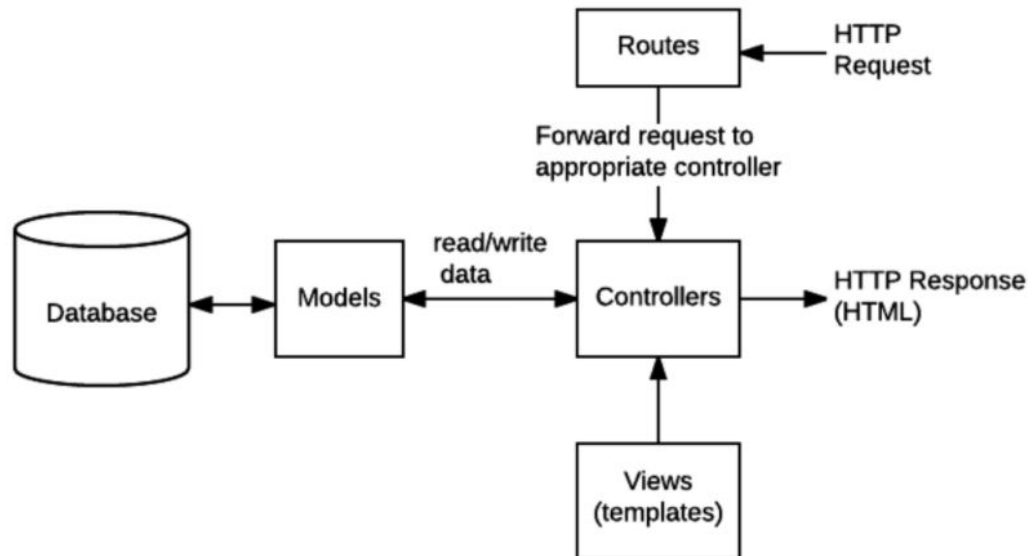 Routes
HTTP
Request
Forward request to
appropriate controller
read/write
data
Database
Models
Controllers
HTTP Response
(HTML)
Views
(templates)